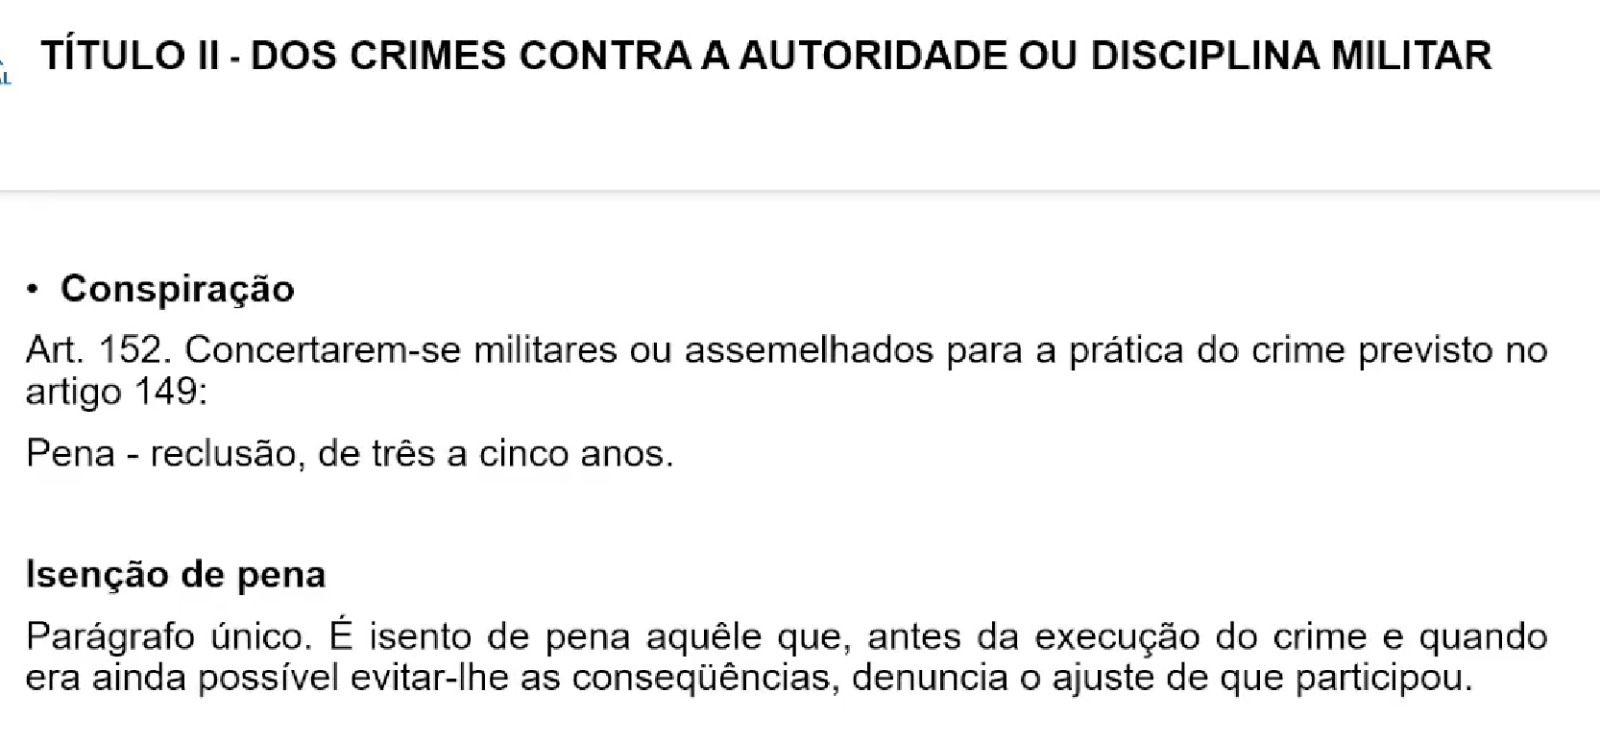 TÍTULO II - DOS CRIMES CONTRA A AUTORIDADE OU DISCIPLINA MILITAR
• Conspiração
Art. 152. Concertarem-se militares ou assemelhados para a prática do crime previsto no
artigo 149:
Pena - reclusão, de três a cinco anos.
Isenção de pena
Parágrafo único. É isento de pena aquêle que, antes da execução do crime e quando
era ainda possível evitar-lhe as conseqüências, denuncia o ajuste de que participou.